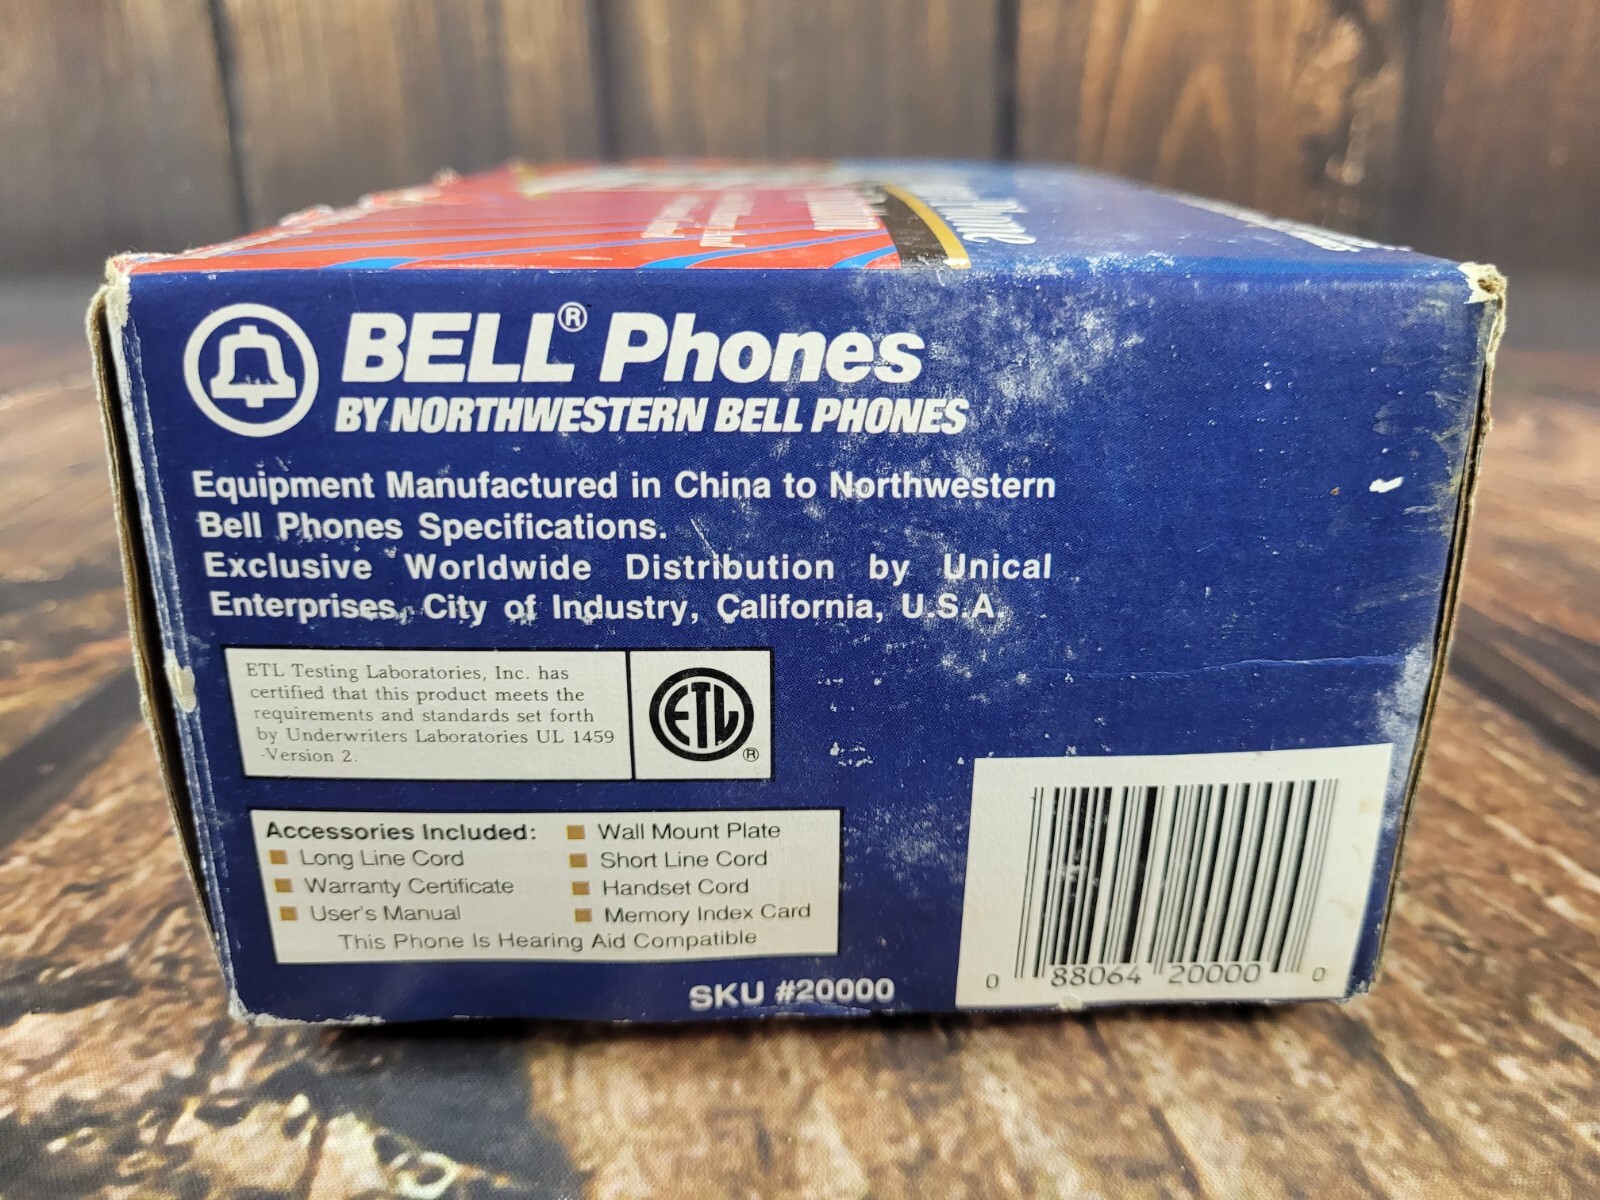 Phone
BELL® Phones
BY NORTHWESTERN BELL PHONES
Equipment Manufactured in China to Northwestern
Bell Phones Specifications.
Exclusive Worldwide Distribution by Unical
Enterprises, City of Industry, California, U.S.A.
ETL Testing Laboratories, Inc. has
certified that this product meets the
requirements and standards set forth
by Underwriters Laboratories UL 1459
-Version 2.
ETL ®
Accessories Included:
Long Line Cord
Warranty Certificate
User's Manual
Wall Mount Plate
Short Line Cord
Handset Cord
Memory Index Card
This Phone Is Hearing Aid Compatible
SKU #20000
0 88064 20000 0